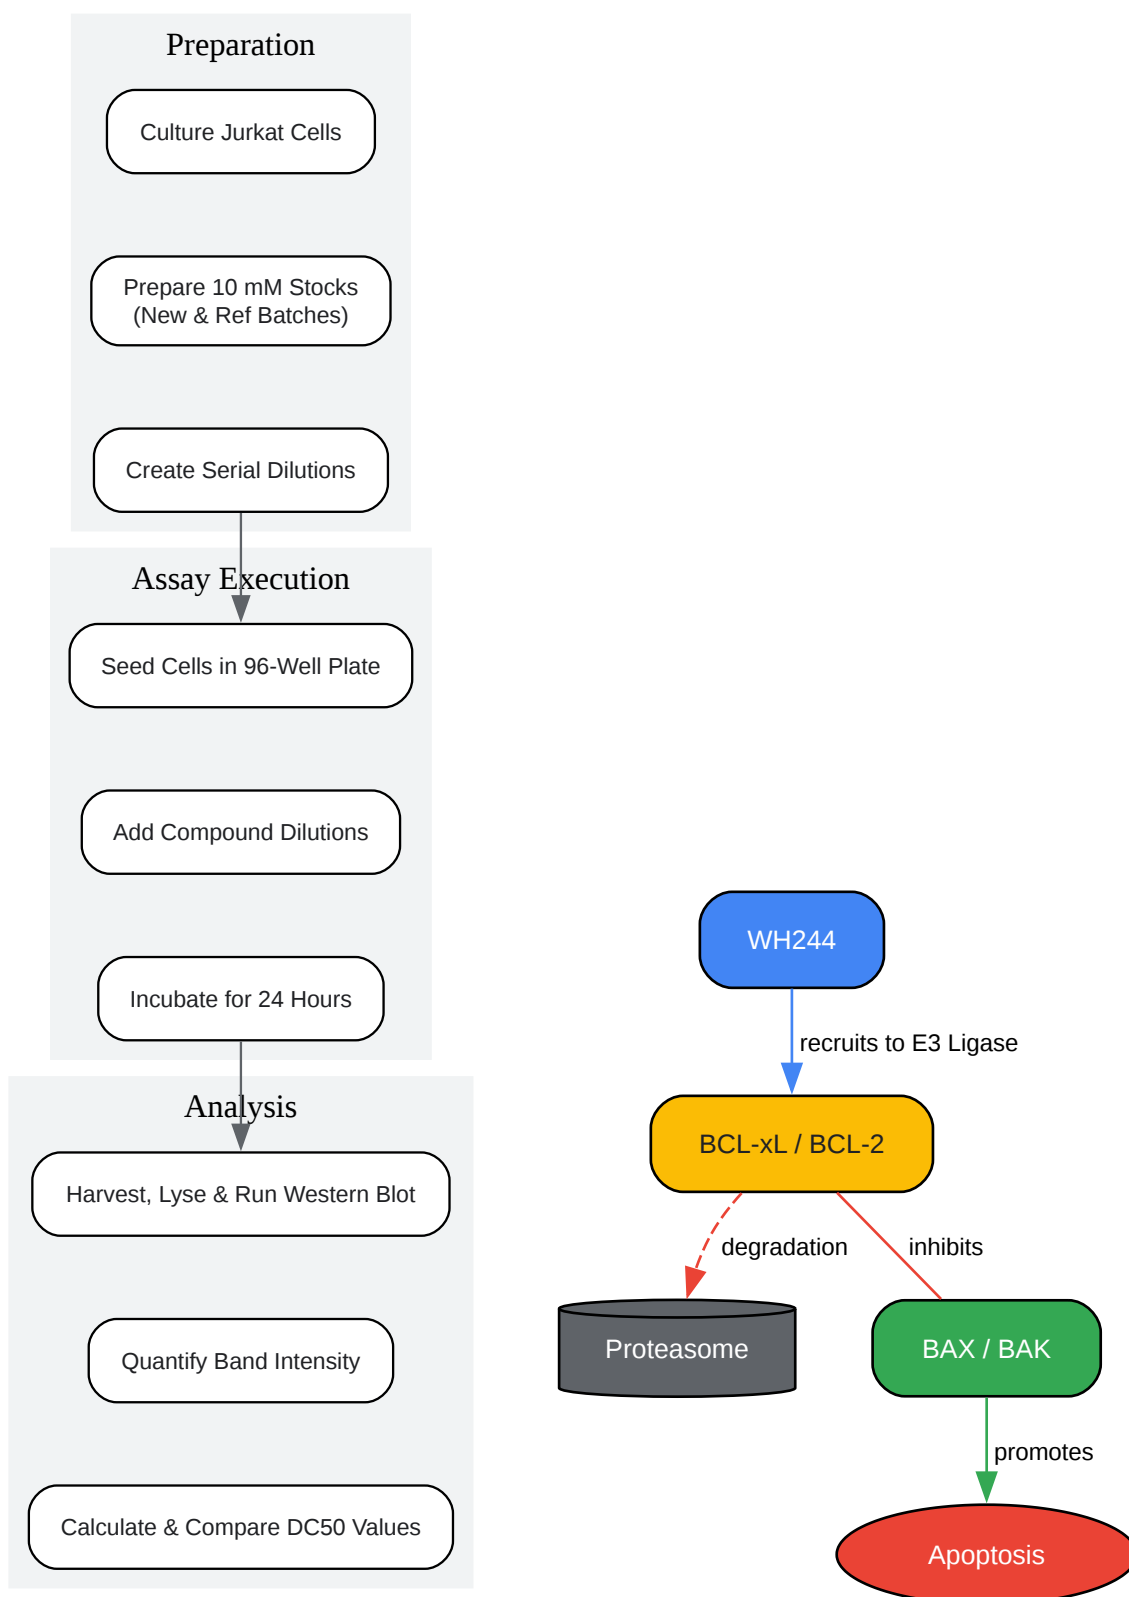 Preparation
Culture Jurkat Cells
Prepare 10 mM Stocks
(New & Ref Batches)
Create Serial Dilutions
Assay Execution
Seed Cells in 96-Well Plate
Add Compound Dilutions
Incubate for 24 Hours
Analysis
Harvest, Lyse & Run Western Blot
Quantify Band Intensity
Calculate & Compare DC50 Values
WH244
recruits to E3 Ligase
BCL-xL / BCL-2
degradation
inhibits
Proteasome
BAX / BAK
promotes
Apoptosis